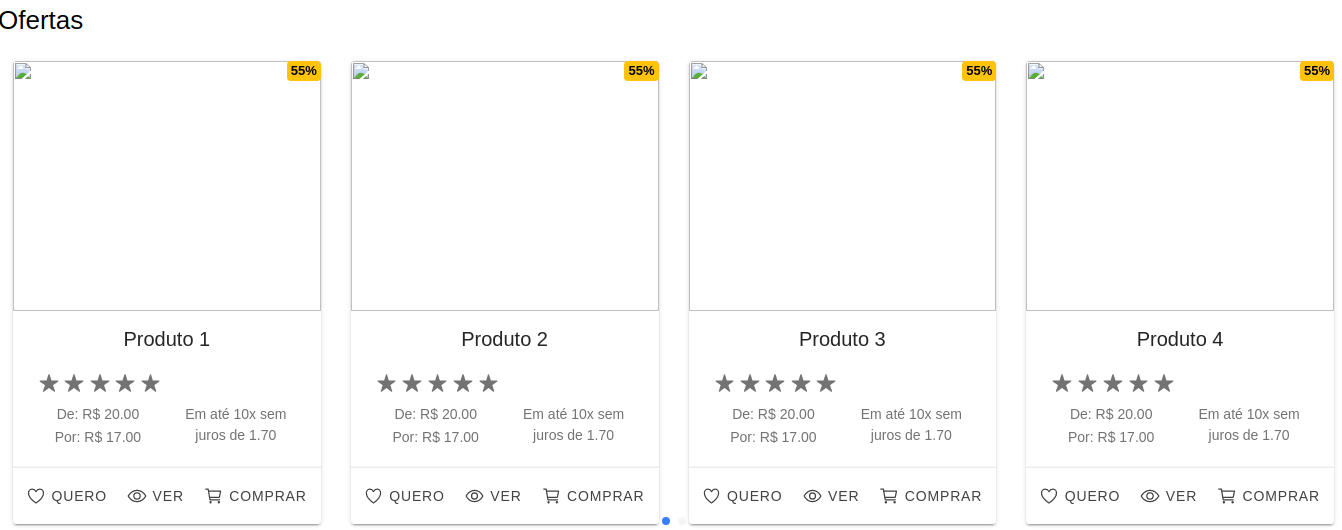 Ofertas
55%
55%
55%
55%
Produto 1
Produto 2
Produto 3
Produto 4
De: R$ 20.00
Por: R$ 17.00
Em até 10x sem
juros de 1.70
De: R$ 20.00
Por: R$ 17.00
Em até 10x sem
juros de 1.70
De: R$ 20.00
Por: R$ 17.00
Em até 10x sem
juros de 1.70
De: R$ 20.00
Por: R$ 17.00
Em até 10x sem
juros de 1.70
QUERO VER COMPRAR
QUERO VER COMPRAR
QUERO VER COMPRAR
QUERO VER COMPRAR